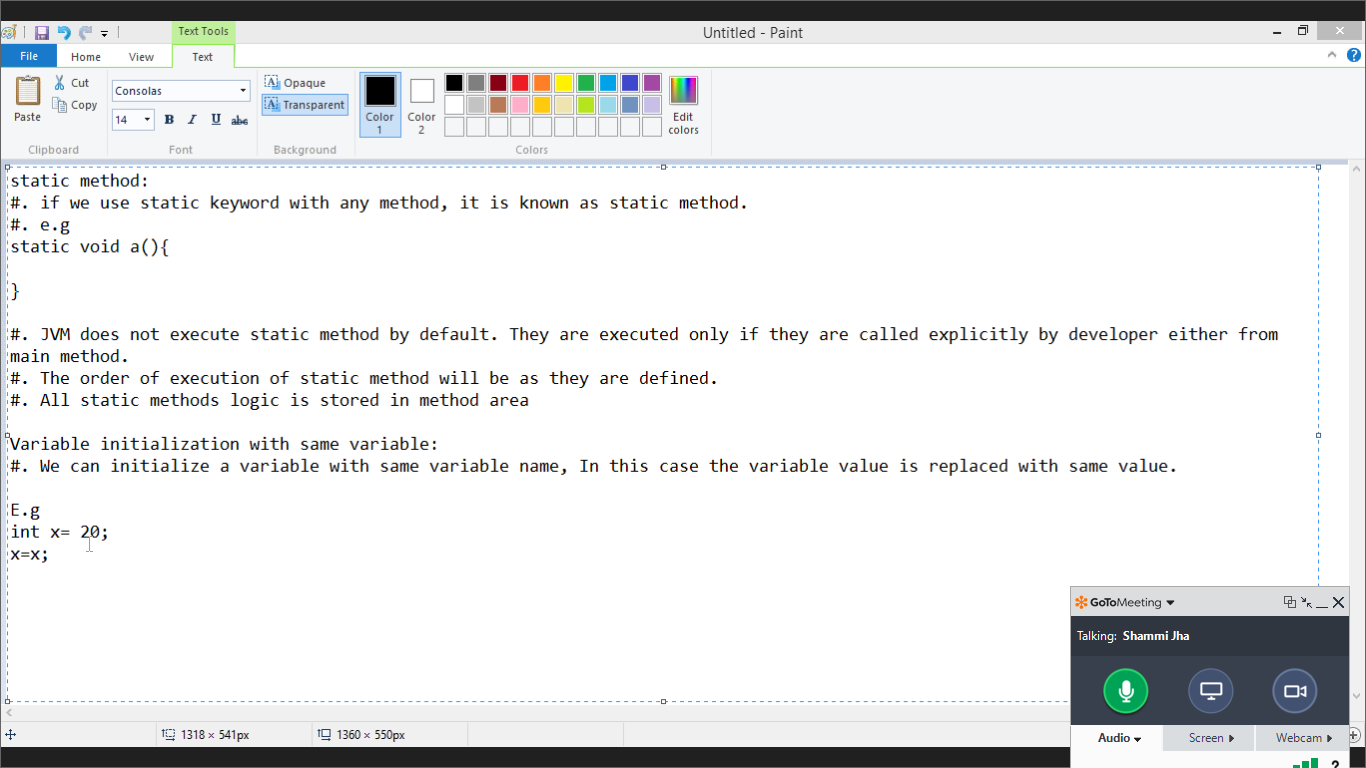 Text Tools
Untitled - Paint
File
Home
View
Text
Paste
Cut
Copy
Clipboard
Consolas
14
B
I
U
abc
Font
Opaque
Transparent
Background
Color 1
Color 2
Edit colors
Colors
static method:
#. if we use static keyword with any method, it is known as static method.
#. e.g
static void a(){
}
#. JVM does not execute static method by default. They are executed only if they are called explicitly by developer either from
main method.
#. The order of execution of static method will be as they are defined.
#. All static methods logic is stored in method area
Variable initialization with same variable:
#. We can initialize a variable with same variable name, In this case the variable value is replaced with same value.
E.g
int x= 20;
x=x;
GoToMeeting
Talking: Shammi Jha
Audio
Screen
Webcam
1318 × 541px
1360 × 550px
?